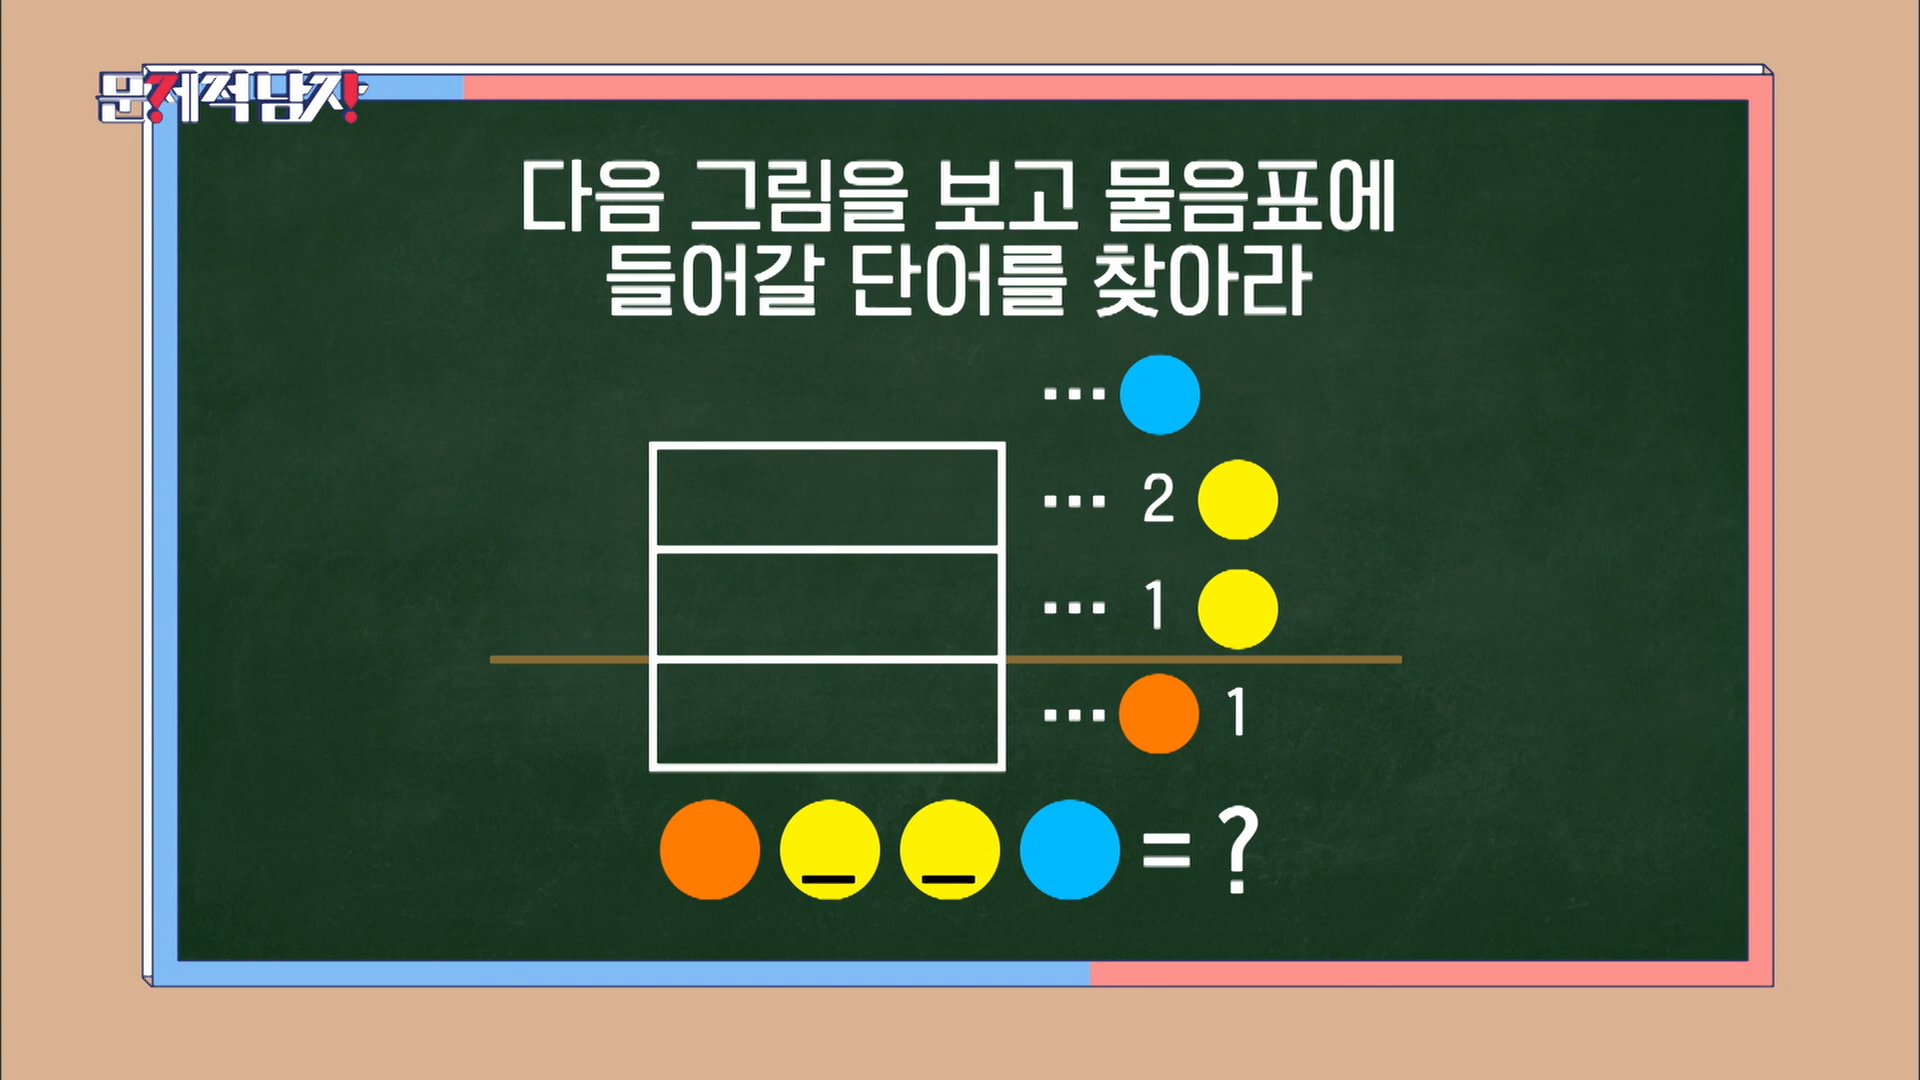 문제적남자
다음 그림을 보고 물음표에
들어갈 단어를 찾아라
...
... 2
... 1
... 1
= ?